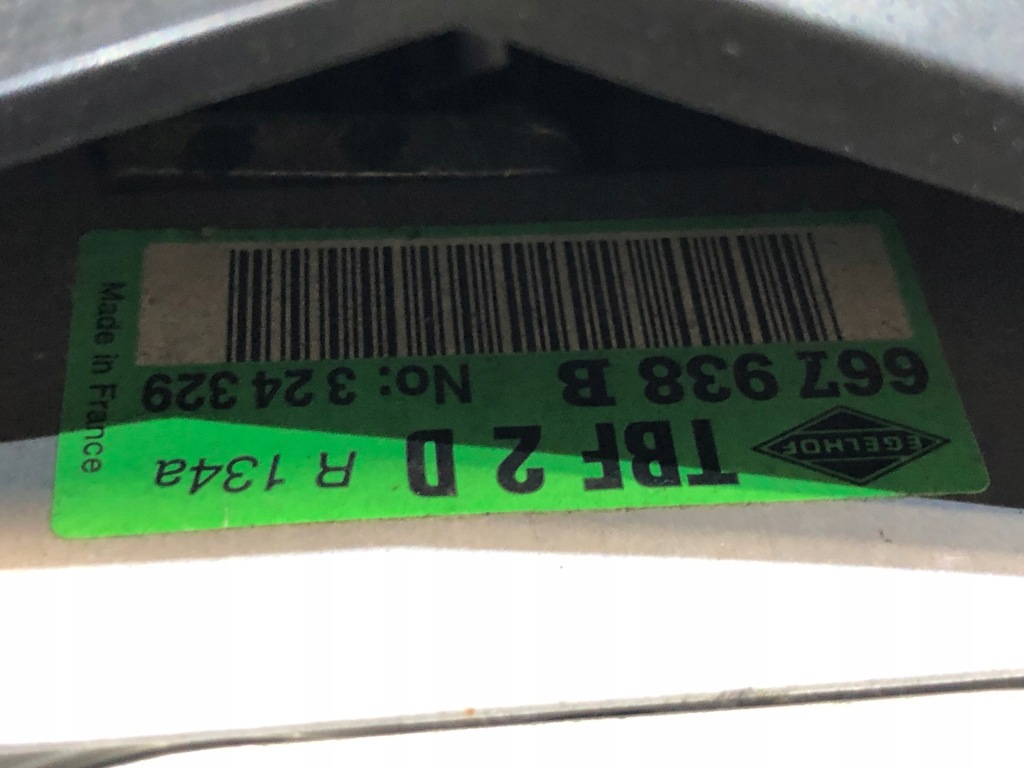 EGELHOF
TBF 2 D R 134a
667 938 B No: 3 24 329
Made in France